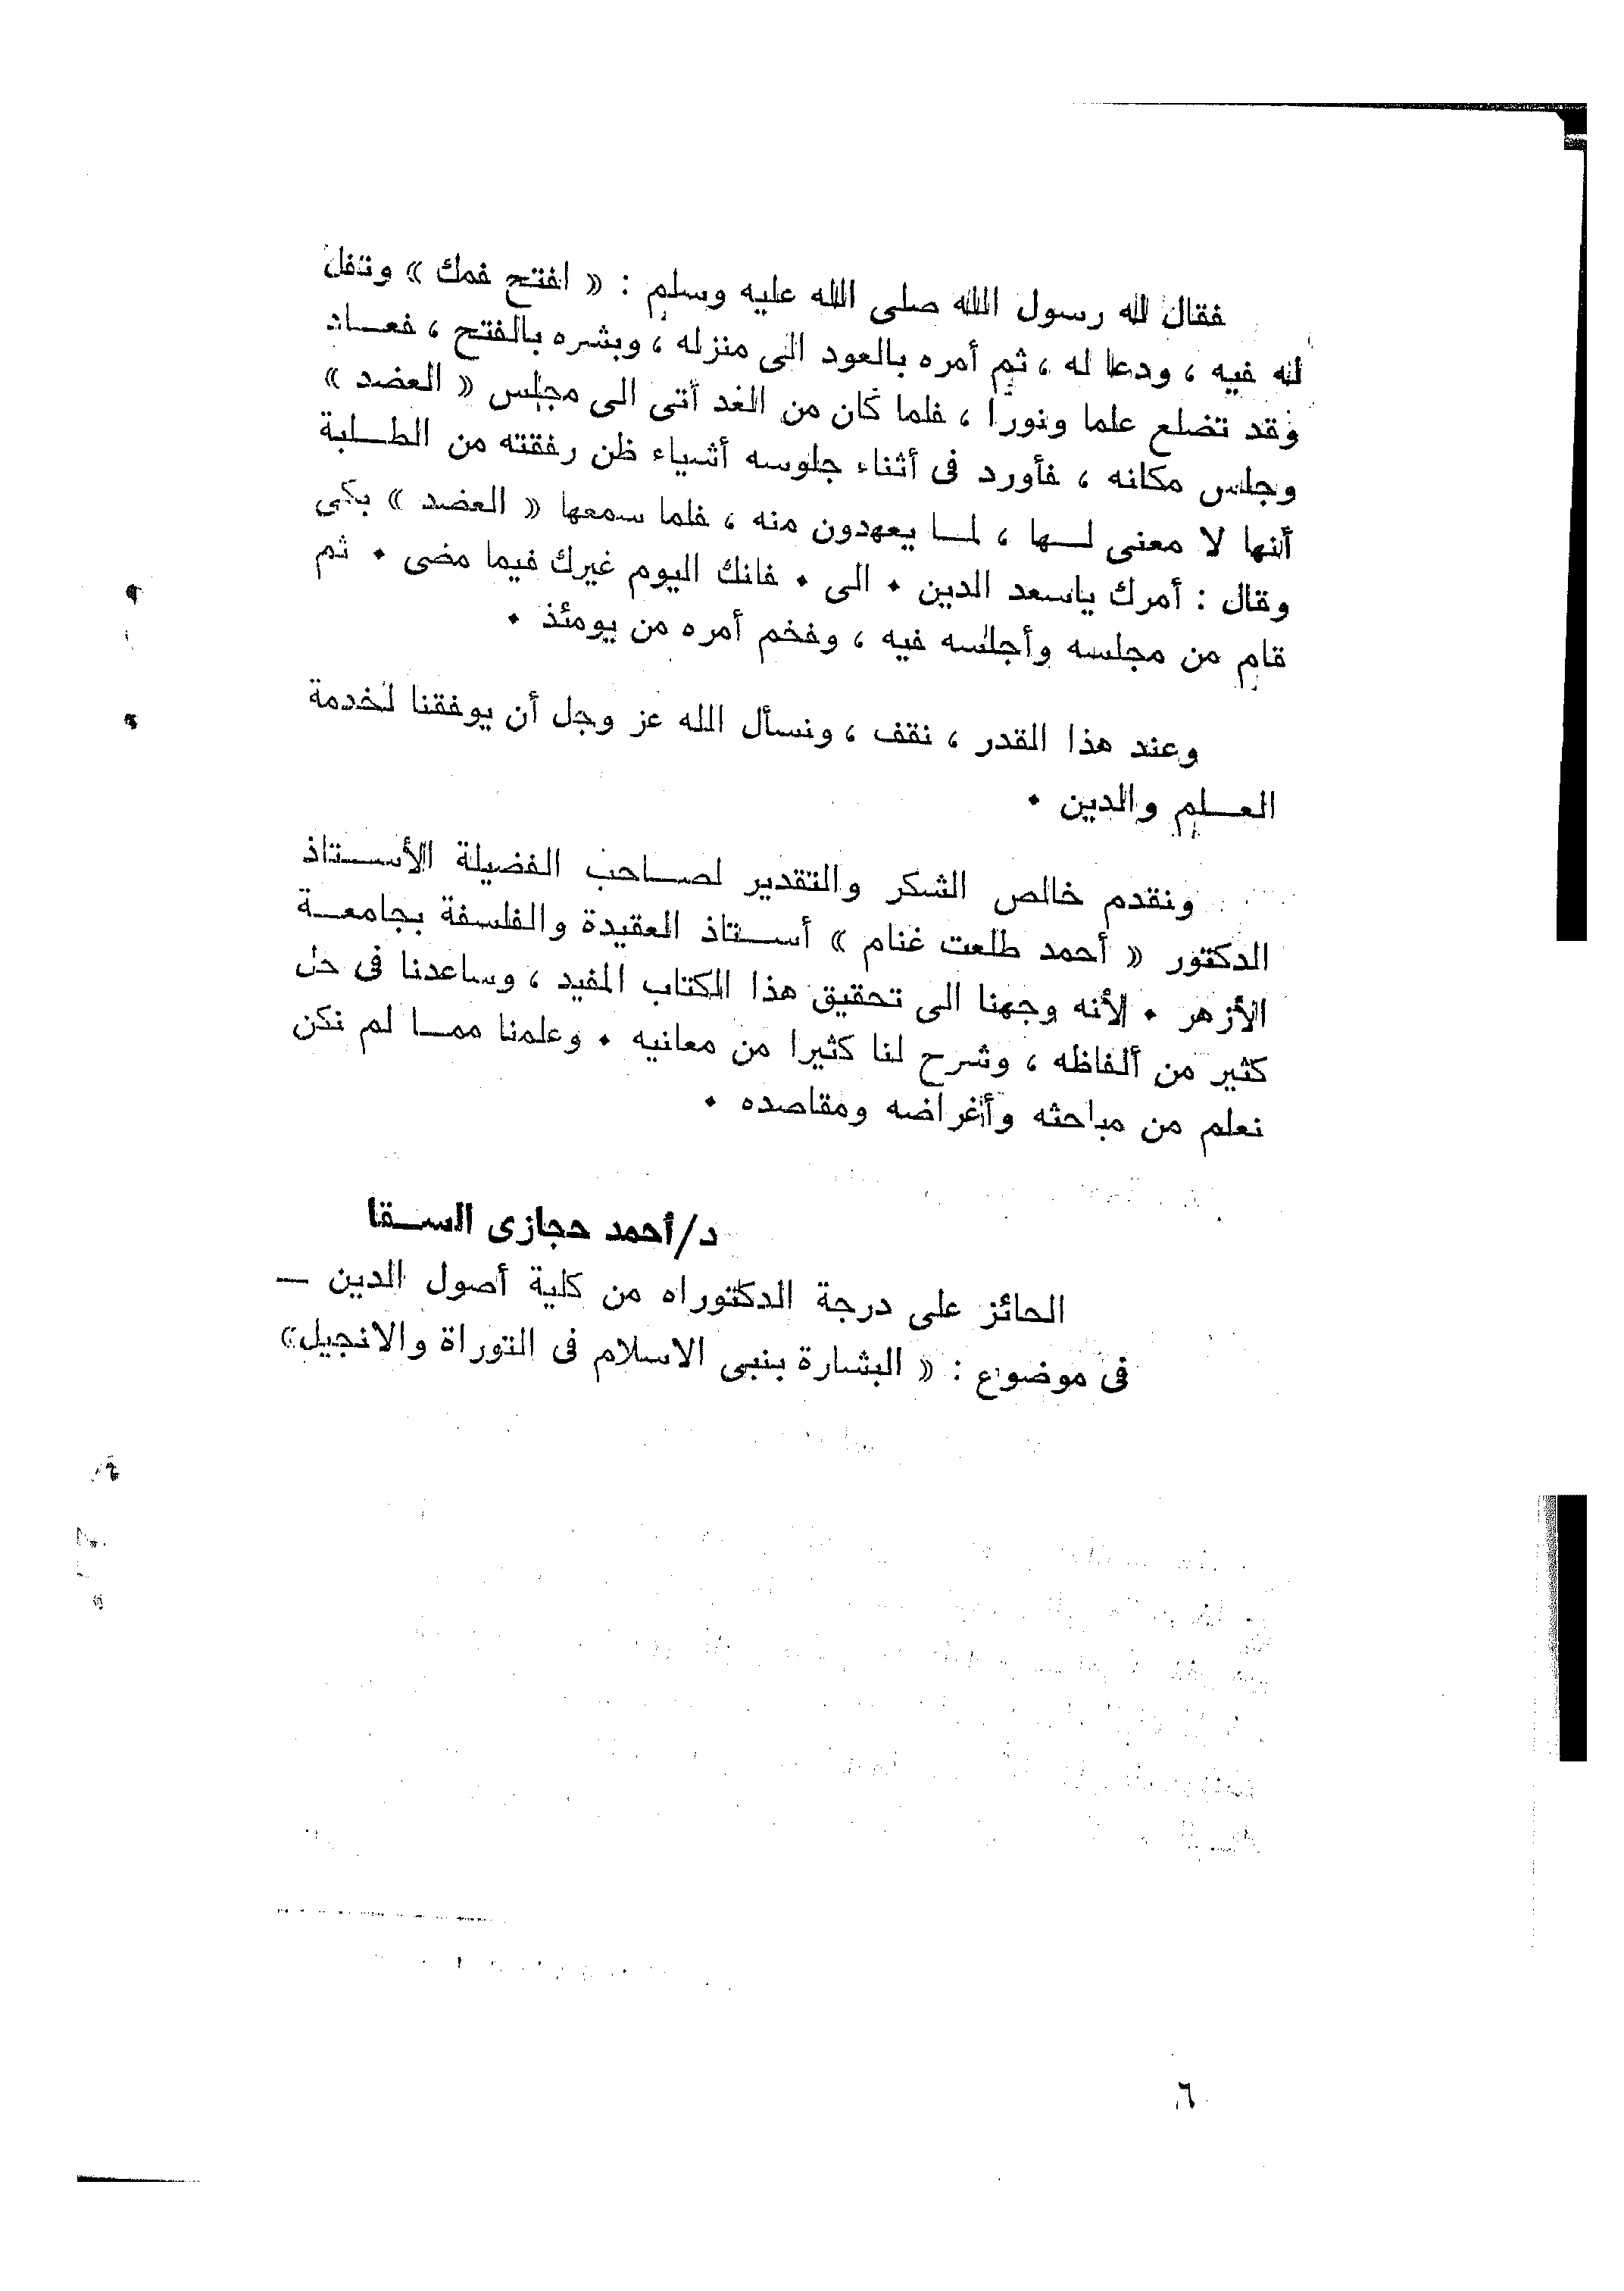 فقال له رسول الله صلى الله عليه وسلم : « افتح فمك » وتفل
له فيه ، ودعا له ، ثم أمره بالعود الى منزله ، وبشره بالفتح ، فعاد
وقد تضلع علما ونورا ، فلما كان من الغد أتى الى مجلس « العضد »
وجلس مكانه ، فأورد فى أثناء جلوسه أشياء ظن رفقته من الطلبة
أنها لا معنى لها ، لما يعهدون منه ، فلما سمعها « العضد » بكى
وقال : أمرك ياسعد الدين . الى . فانك اليوم غيرك فيما مضى . ثم
قام من مجلسه وأجلسه فيه ، وفخم أمره من يومئذ .
وعند هذا القدر ، نقف ، ونسأل الله عز وجل أن يوفقنا لخدمة
العلم والدين .
ونقدم خالص الشكر والتقدير لصاحب الفضيلة الأستاذ
الدكتور « أحمد طلعت غنام » أستاذ العقيدة والفلسفة بجامعة
الأزهر . لأنه وجهنا الى تحقيق هذا الكتاب المفيد ، وساعدنا فى حل
كثير من ألفاظه ، وشرح لنا كثيرا من معانيه . وعلمنا مما لم نكن
نعلم من مباحثه وأغراضه ومقاصده .
د/أحمد حجازى السقا
الحائز على درجة الدكتوراه من كلية أصول الدين —
فى موضوع : « البشارة بنبى الاسلام فى التوراة والانجيل»
٦